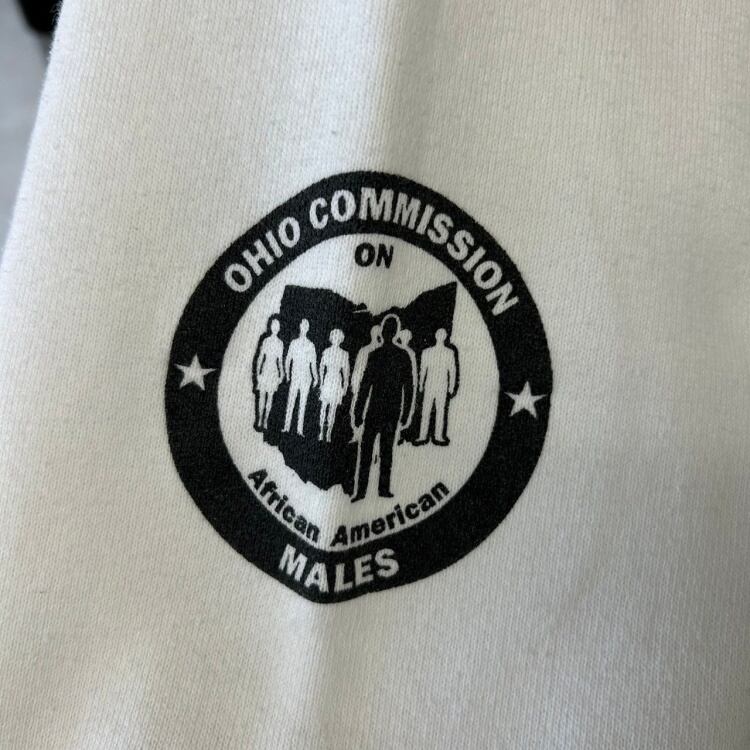 OHIO COMMISSION
ON
African American
MALES